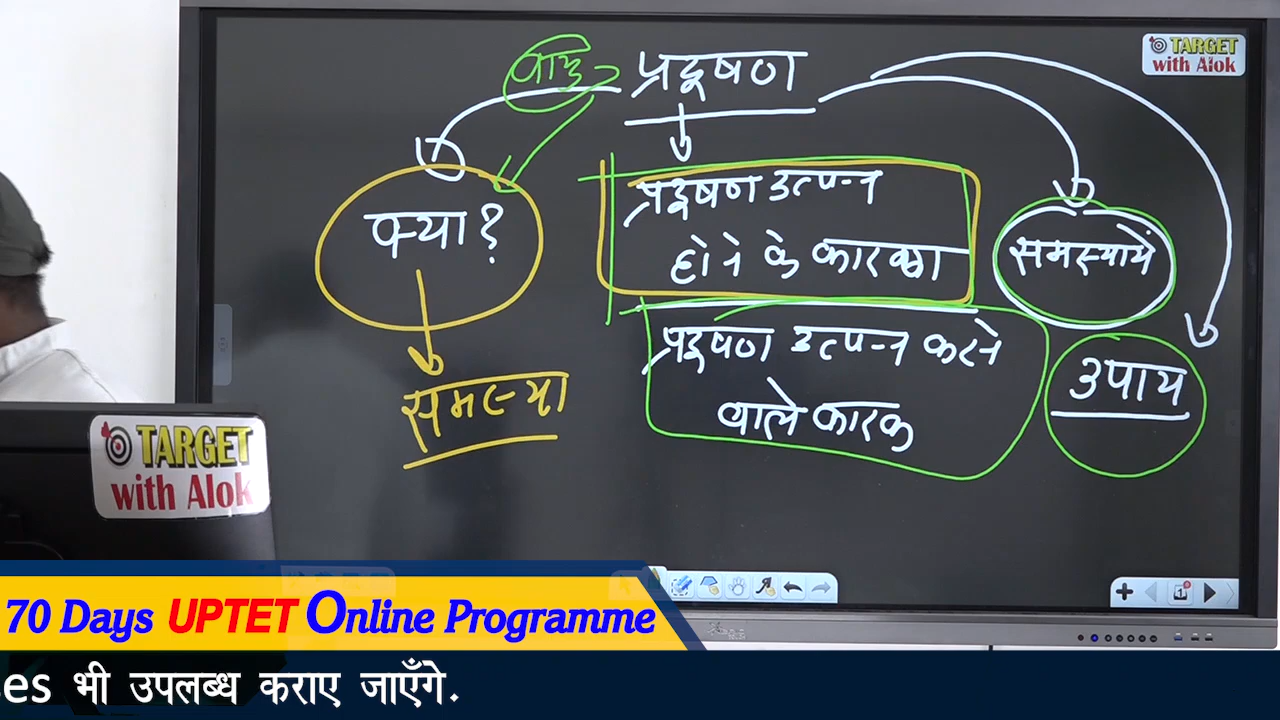 TARGET
with Alok
प्रदूषण
क्या?
समस्या
प्रदूषण उत्पन्न
होने के कारण
प्रदूषण उत्पन्न करने
वाले कारक
समस्यायें
उपाय
TARGET
with Alok
70 Days UPTET Online Programme
es भी उपलब्ध कराए जाएँगे.